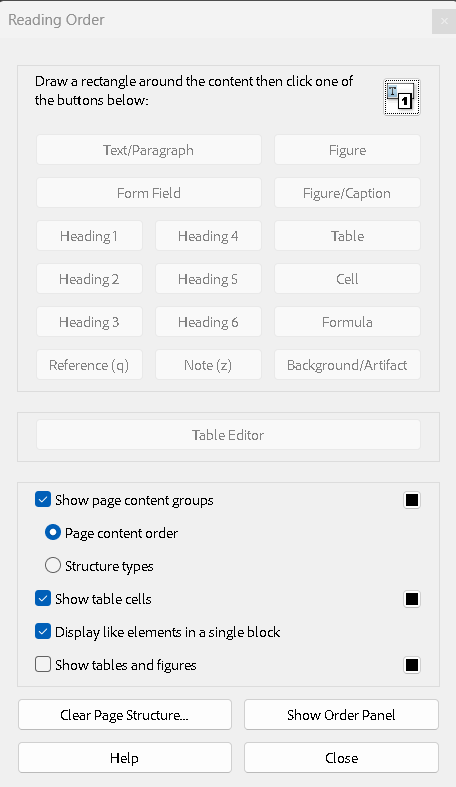 Reading Order
Draw a rectangle around the content then click one of
the buttons below:
Text/Paragraph
Figure
Form Field
Figure/Caption
Heading 1
Heading 4
Table
Heading 2
Heading 5
Cell
Heading 3
Heading 6
Formula
Reference (q)
Note (z)
Background/Artifact
Table Editor
Show page content groups
Page content order
Structure types
Show table cells
Display like elements in a single block
Show tables and figures
Clear Page Structure...
Show Order Panel
Help
Close